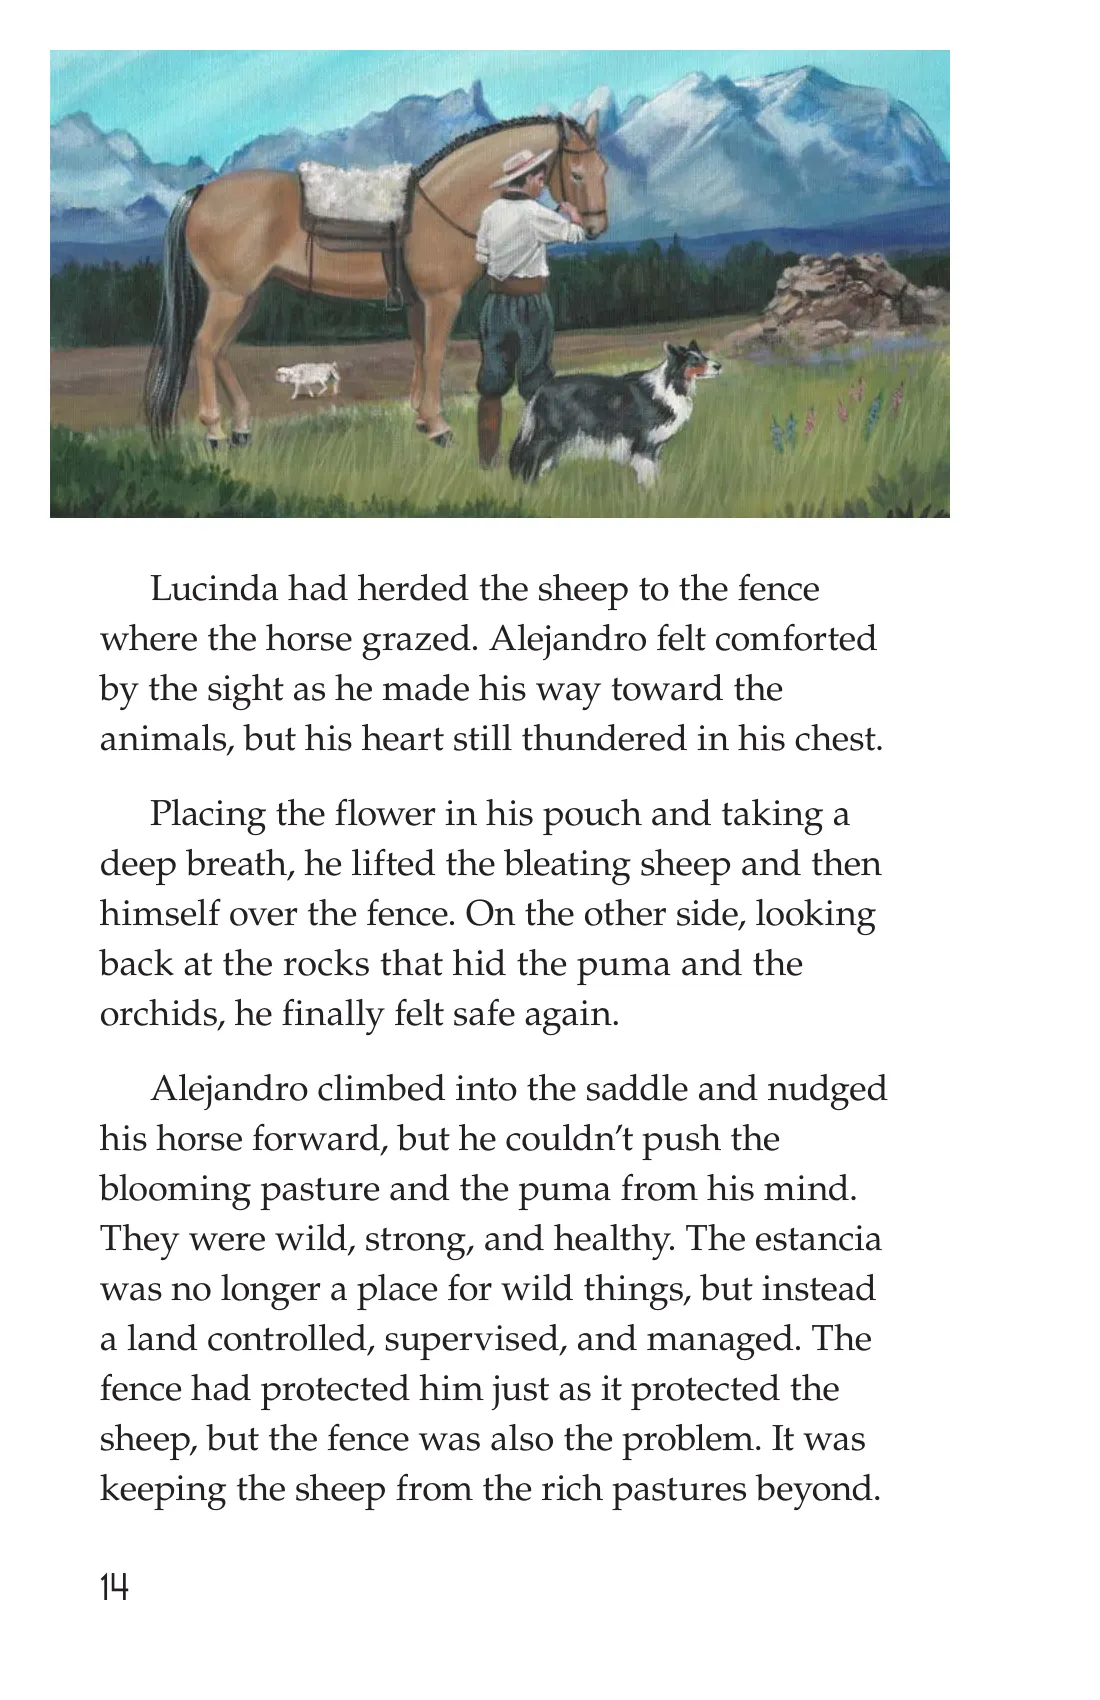 Lucinda had herded the sheep to the fence
where the horse grazed. Alejandro felt comforted
by the sight as he made his way toward the
animals, but his heart still thundered in his chest.
Placing the flower in his pouch and taking a
deep breath, he lifted the bleating sheep and then
himself over the fence. On the other side, looking
back at the rocks that hid the puma and the
orchids, he finally felt safe again.
Alejandro climbed into the saddle and nudged
his horse forward, but he couldn’t push the
blooming pasture and the puma from his mind.
They were wild, strong, and healthy. The estancia
was no longer a place for wild things, but instead
a land controlled, supervised, and managed. The
fence had protected him just as it protected the
sheep, but the fence was also the problem. It was
keeping the sheep from the rich pastures beyond.
14